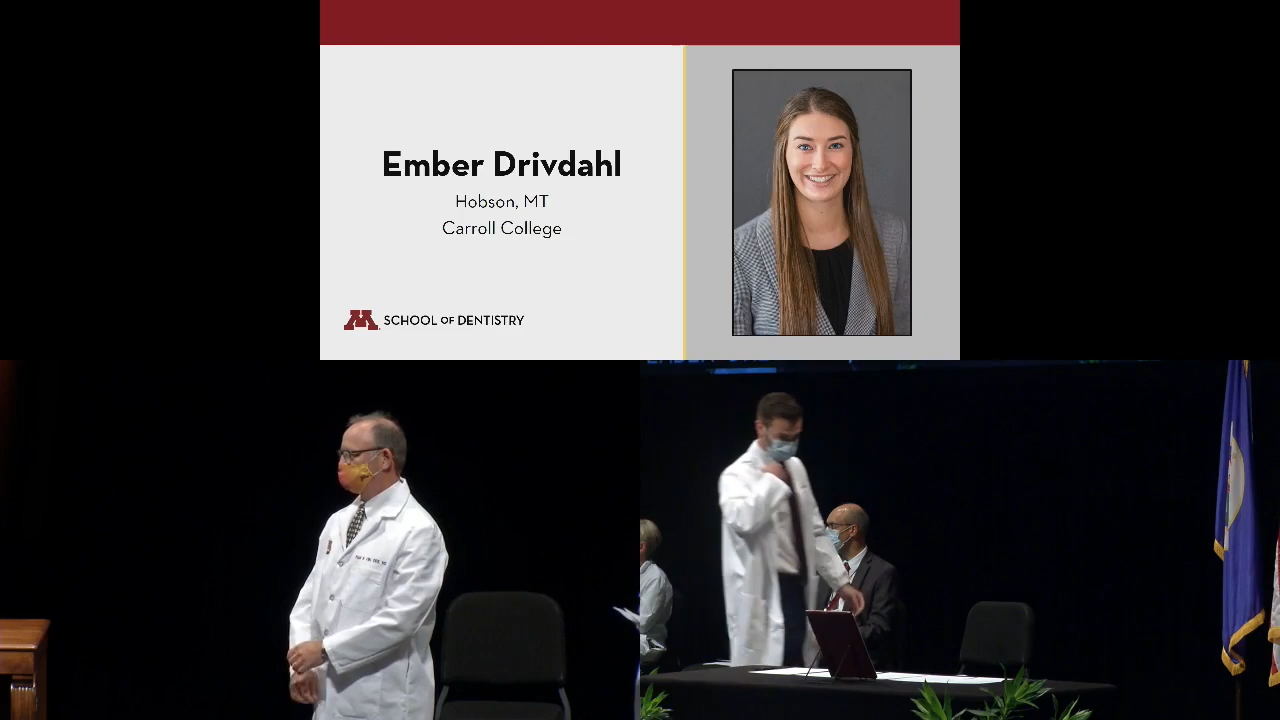 Ember Drivdahl
Hobson, MT
Carroll College
M SCHOOL OF DENTISTRY